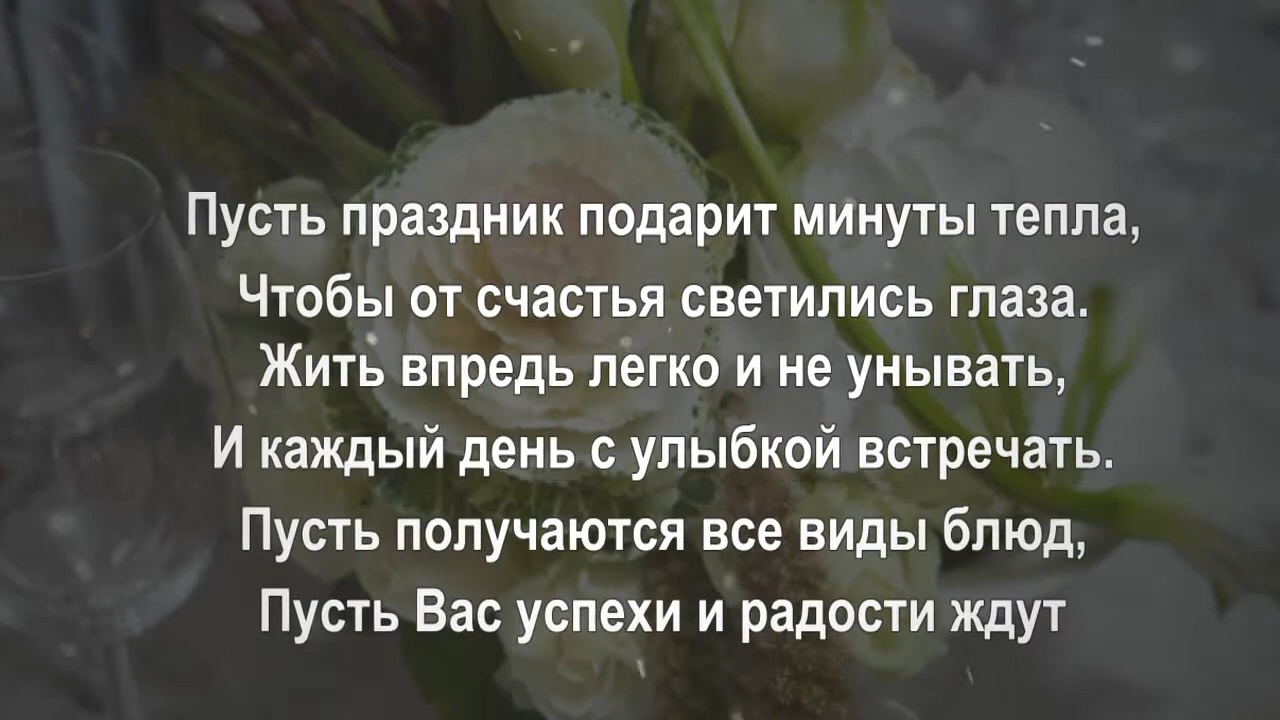 Пусть праздник подарит минуты тепла,
Чтобы от счастья светились глаза.
Жить впредь легко и не унывать,
И каждый день с улыбкой встречать.
Пусть получаются все виды блюд,
Пусть Вас успехи и радости ждут